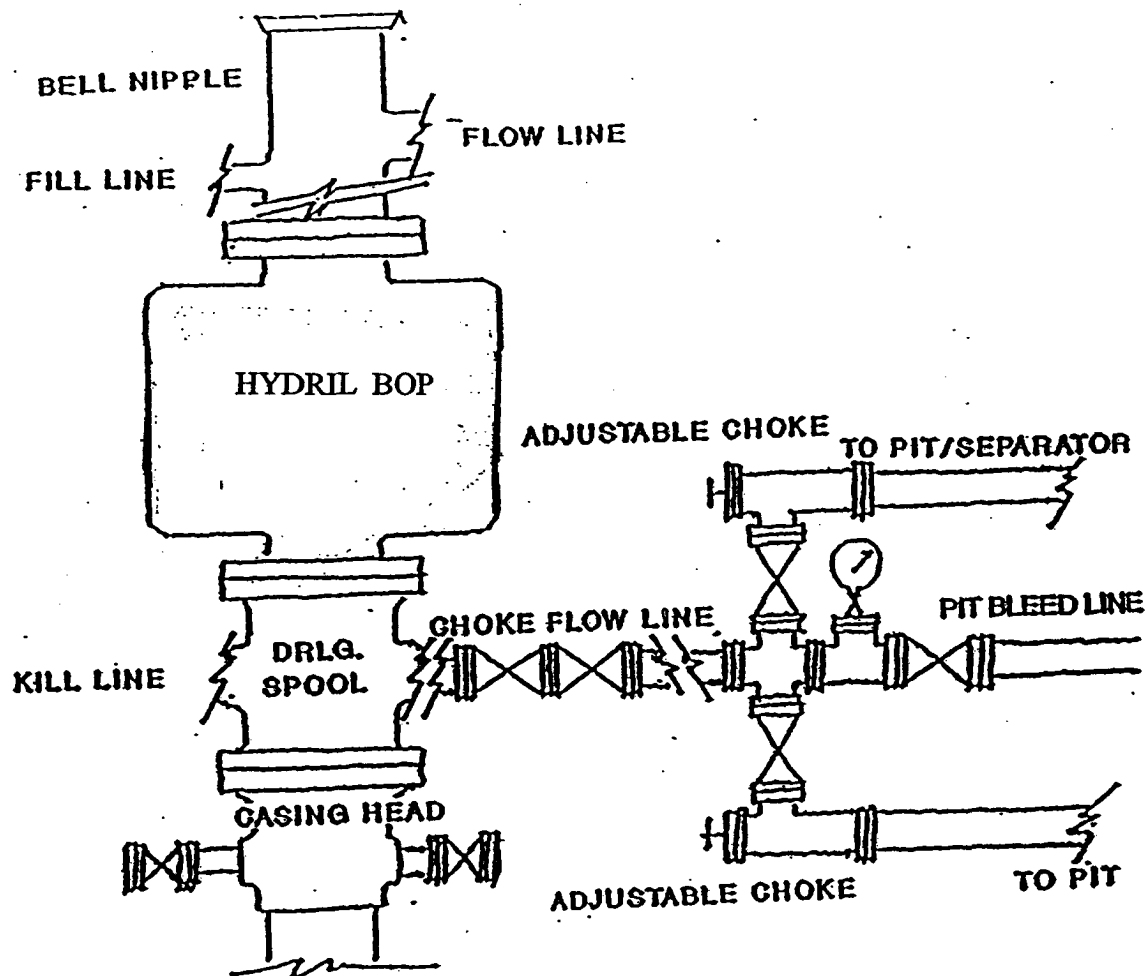 BELL NIPPLE
FLOW LINE
FILL LINE
HYDRIL BOP
ADJUSTABLE CHOKE
TO PIT/SEPARATOR
CHOKE FLOW LINE
PIT BLEED LINE
KILL LINE
DRLG.
SPOOL
CASING HEAD
ADJUSTABLE CHOKE
TO PIT